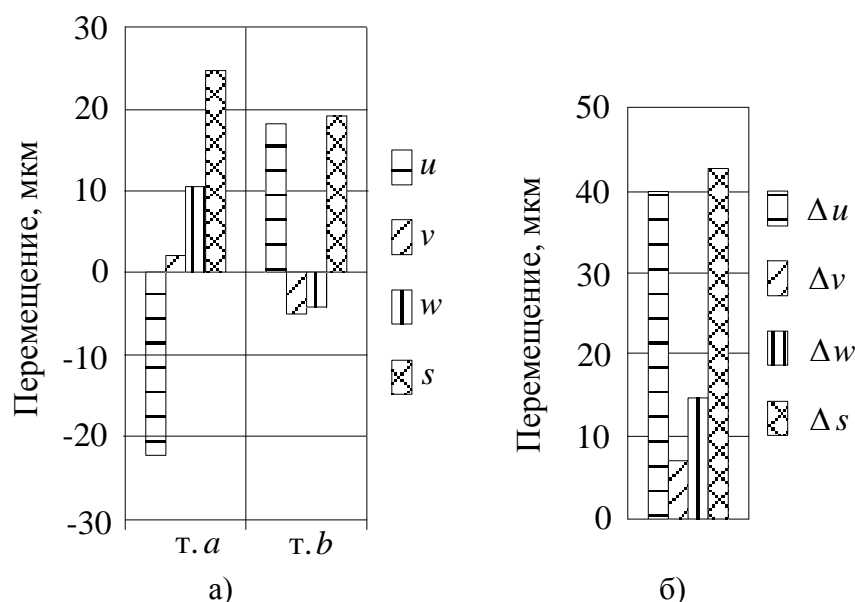 Перемещение, мкм
30
20
10
0
-10
-20
-30
т. a
т. b
u
v
w
s
а)
Перемещение, мкм
50
40
30
20
10
0
Δu
Δv
Δw
Δs
б)